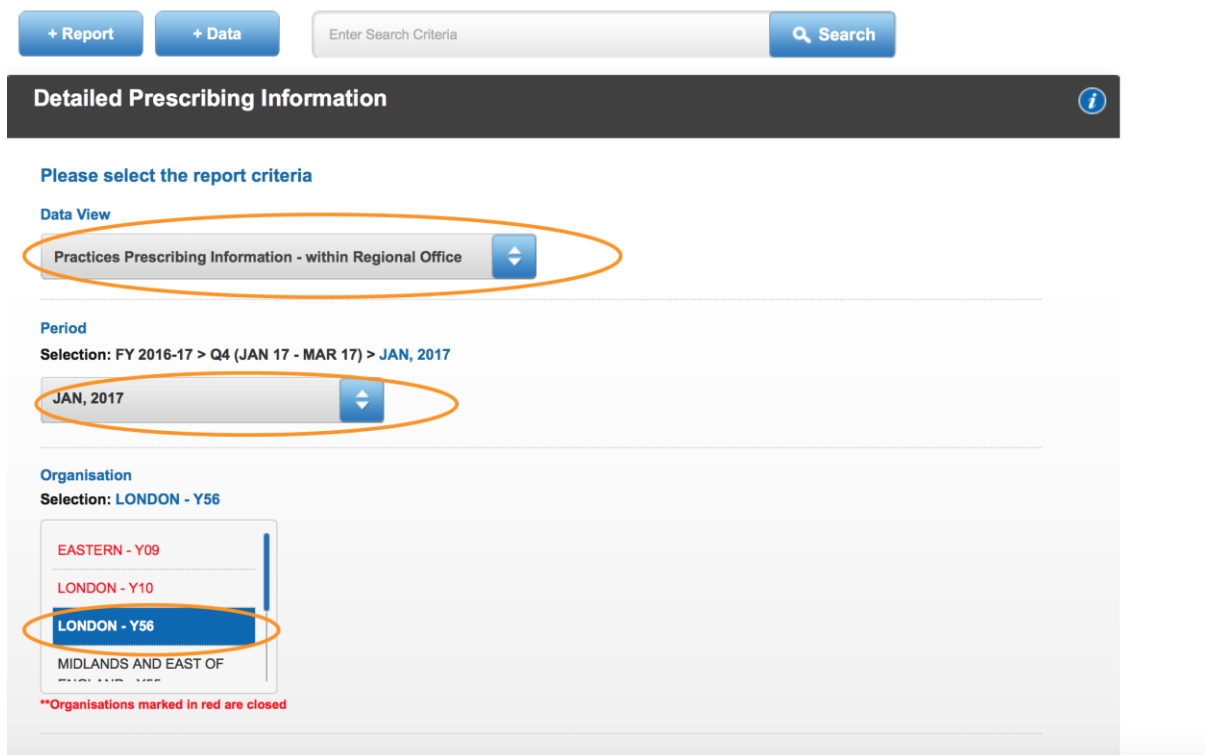 + Report
+ Data
Enter Search Criteria
Search
Detailed Prescribing Information
i
Please select the report criteria
Data View
Practices Prescribing Information - within Regional Office
Period
Selection: FY 2016-17 > Q4 (JAN 17 - MAR 17) > JAN, 2017
JAN, 2017
Organisation
Selection: LONDON - Y56
EASTERN - Y09
LONDON - Y10
LONDON - Y56
MIDLANDS AND EAST OF
**Organisations marked in red are closed